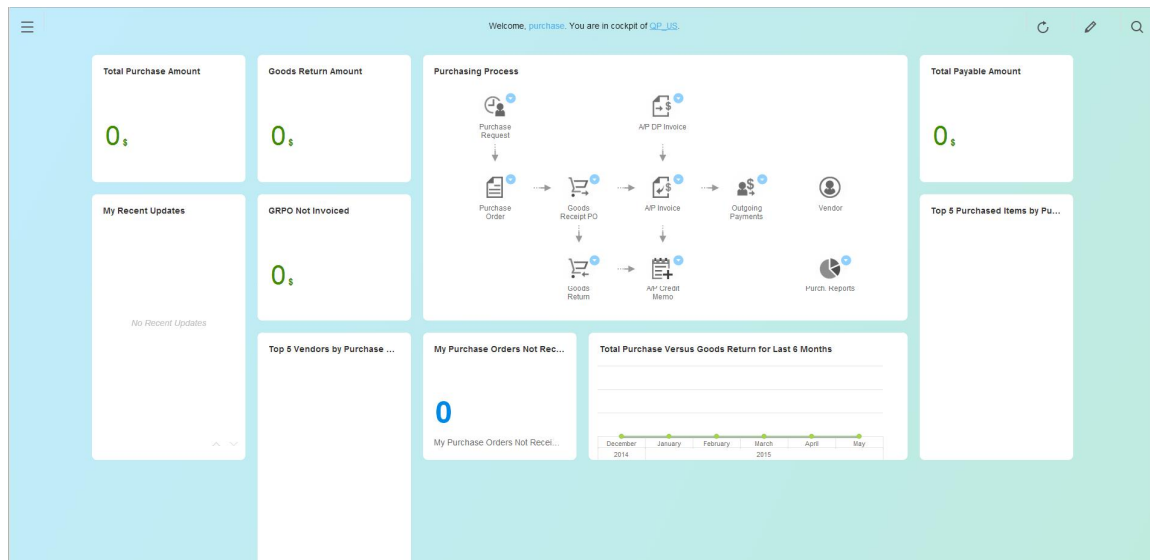 Welcome, purchase. You are in cockpit of QP_US.
Total Purchase Amount
0 $
Goods Return Amount
0 $
Purchasing Process
Purchase
Request
A/P DP Invoice
Purchase
Order
Goods
Receipt PO
A/P Invoice
Outgoing
Payments
Vendor
Goods
Return
A/P Credit
Memo
Purch. Reports
Total Payable Amount
0 $
My Recent Updates
No Recent Updates
GRPO Not Invoiced
0 $
Top 5 Purchased Items by Pu...
Top 5 Vendors by Purchase ...
My Purchase Orders Not Rec...
0
My Purchase Orders Not Recei...
Total Purchase Versus Goods Return for Last 6 Months
December January February March April May
2014 2015